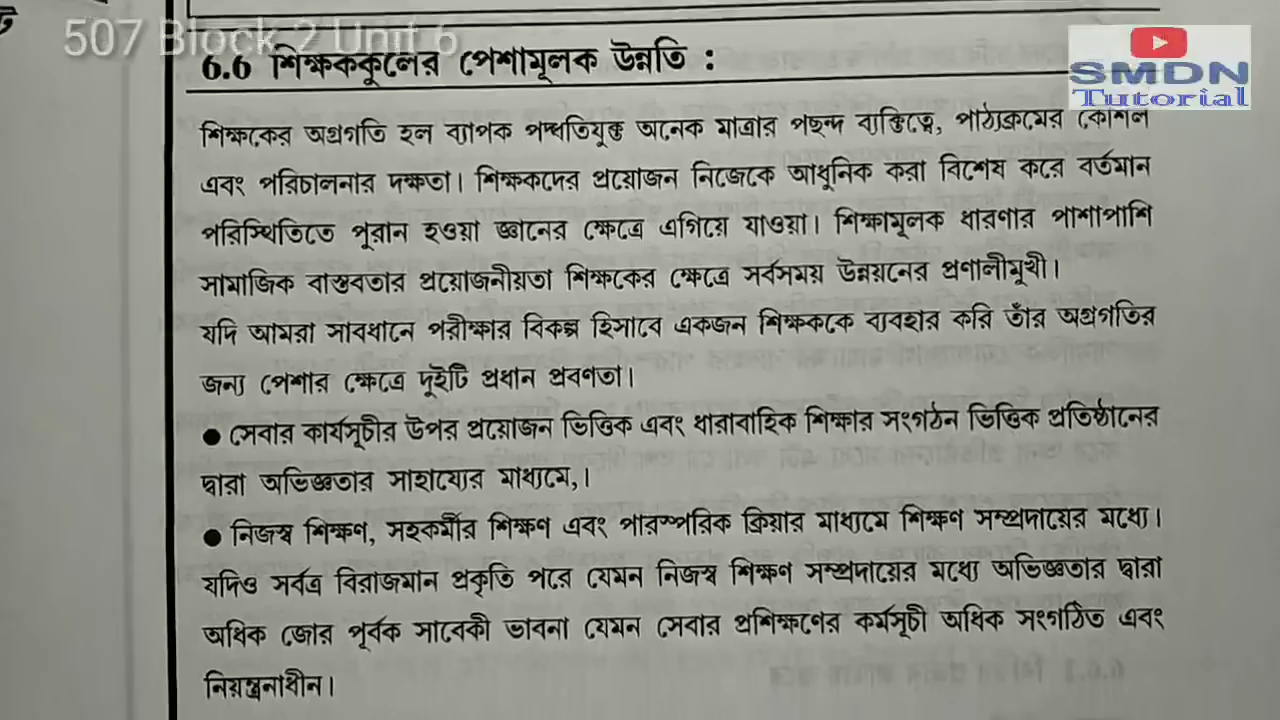 507 Block 2 Unit 6
SMDN
Tutorial
6.6 শিক্ষককুলের পেশামূলক উন্নতি :
শিক্ষকের অগ্রগতি হল ব্যাপক পদ্ধতিযুক্ত অনেক মাত্রার পছন্দ ব্যক্তিত্বে, পাঠ্যক্রমের কৌশল
এবং পরিচালনার দক্ষতা। শিক্ষকদের প্রয়োজন নিজেকে আধুনিক করা বিশেষ করে বর্তমান
পরিস্থিতিতে পুরান হওয়া জ্ঞানের ক্ষেত্রে এগিয়ে যাওয়া। শিক্ষামূলক ধারণার পাশাপাশি
সামাজিক বাস্তবতার প্রয়োজনীয়তা শিক্ষকের ক্ষেত্রে সর্বসময় উন্নয়নের প্রণালীমুখী।
যদি আমরা সাবধানে পরীক্ষার বিকল্প হিসাবে একজন শিক্ষককে ব্যবহার করি তাঁর অগ্রগতির
জন্য পেশার ক্ষেত্রে দুইটি প্রধান প্রবণতা।
● সেবার কার্যসূচীর উপর প্রয়োজন ভিত্তিক এবং ধারাবাহিক শিক্ষার সংগঠন ভিত্তিক প্রতিষ্ঠানের
দ্বারা অভিজ্ঞতার সাহায্যের মাধ্যমে,।
● নিজস্ব শিক্ষণ, সহকর্মীর শিক্ষণ এবং পারস্পরিক ক্রিয়ার মাধ্যমে শিক্ষণ সম্প্রদায়ের মধ্যে।
যদিও সর্বত্র বিরাজমান প্রকৃতি পরে যেমন নিজস্ব শিক্ষণ সম্প্রদায়ের মধ্যে অভিজ্ঞতার দ্বারা
অধিক জোর পূর্বক সাবেকী ভাবনা যেমন সেবার প্রশিক্ষণের কর্মসূচী অধিক সংগঠিত এবং
নিয়ন্ত্রনাধীন।